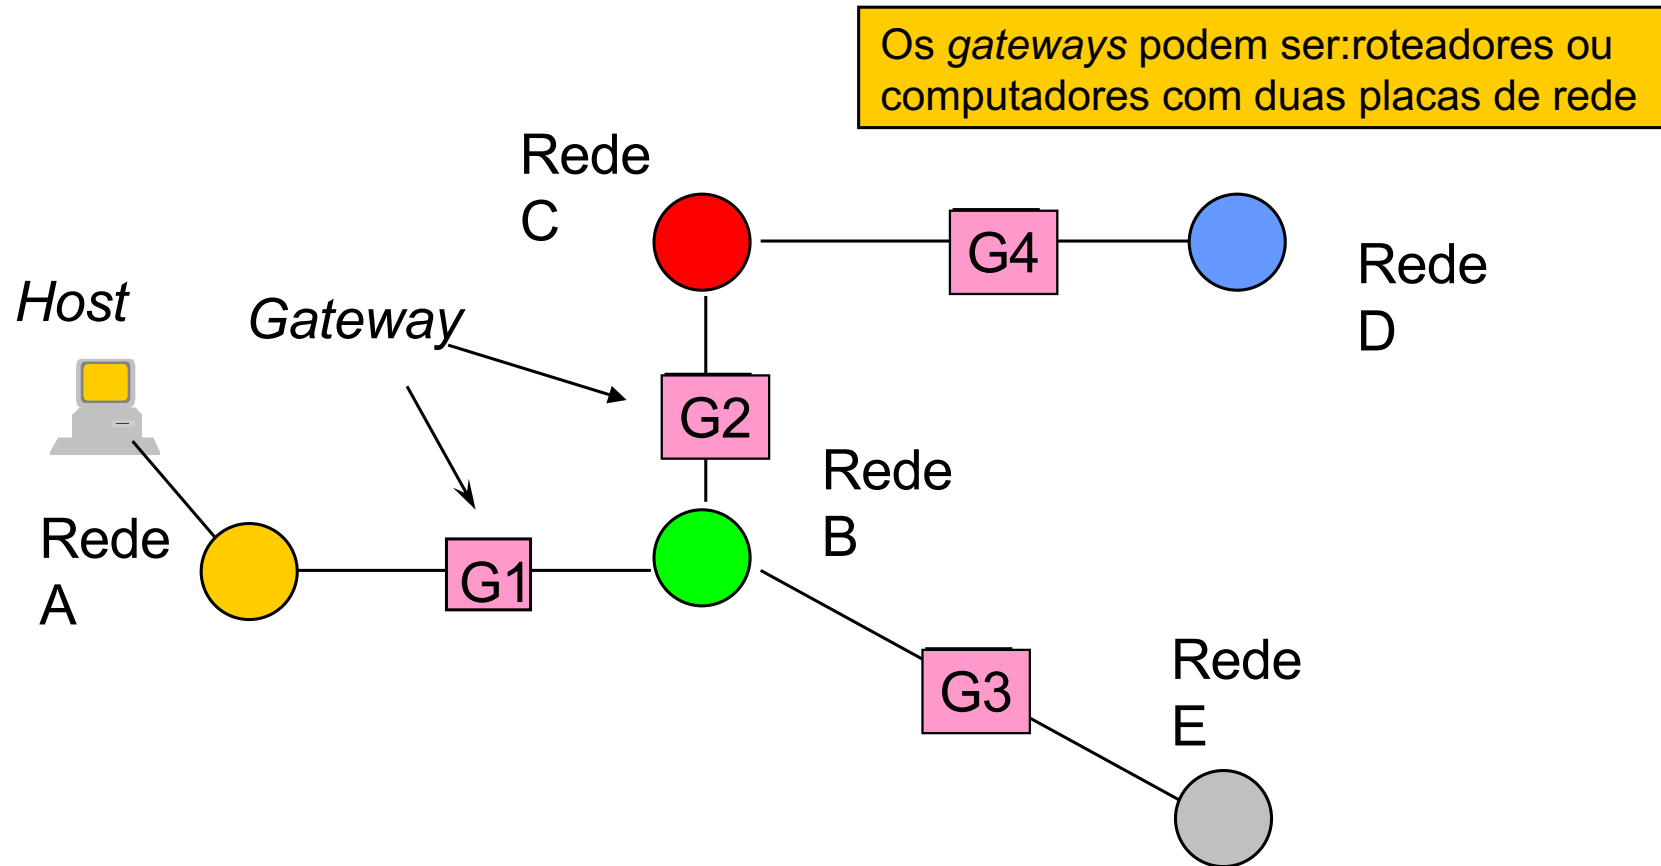 Os gateways podem ser:roteadores ou
computadores com duas placas de rede
Rede
C
G4
Rede
D
Host
Gateway
G2
Rede
B
Rede
A
G1
G3
Rede
E